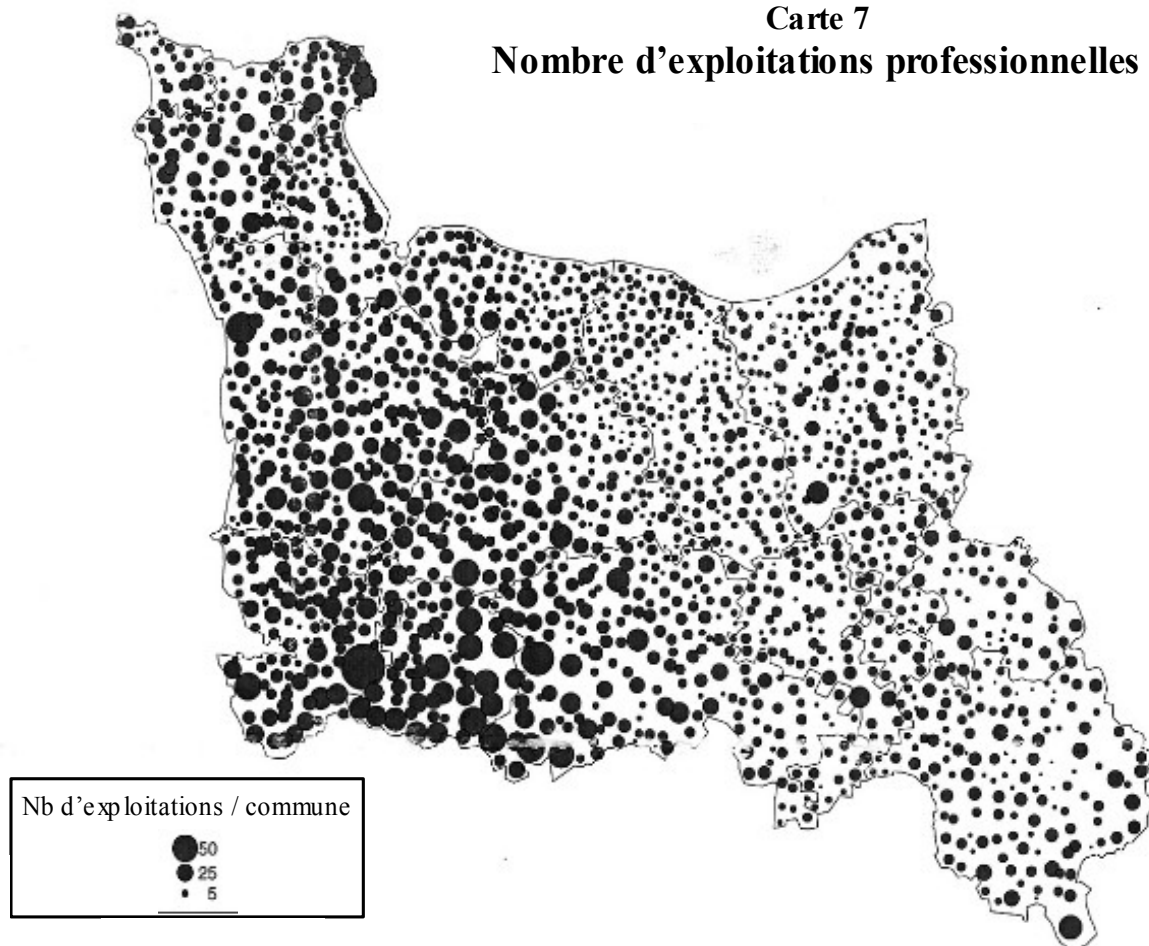 Carte 7
Nombre d'exploitations professionnelles
Nb d'exploitations / commune
50
25
5